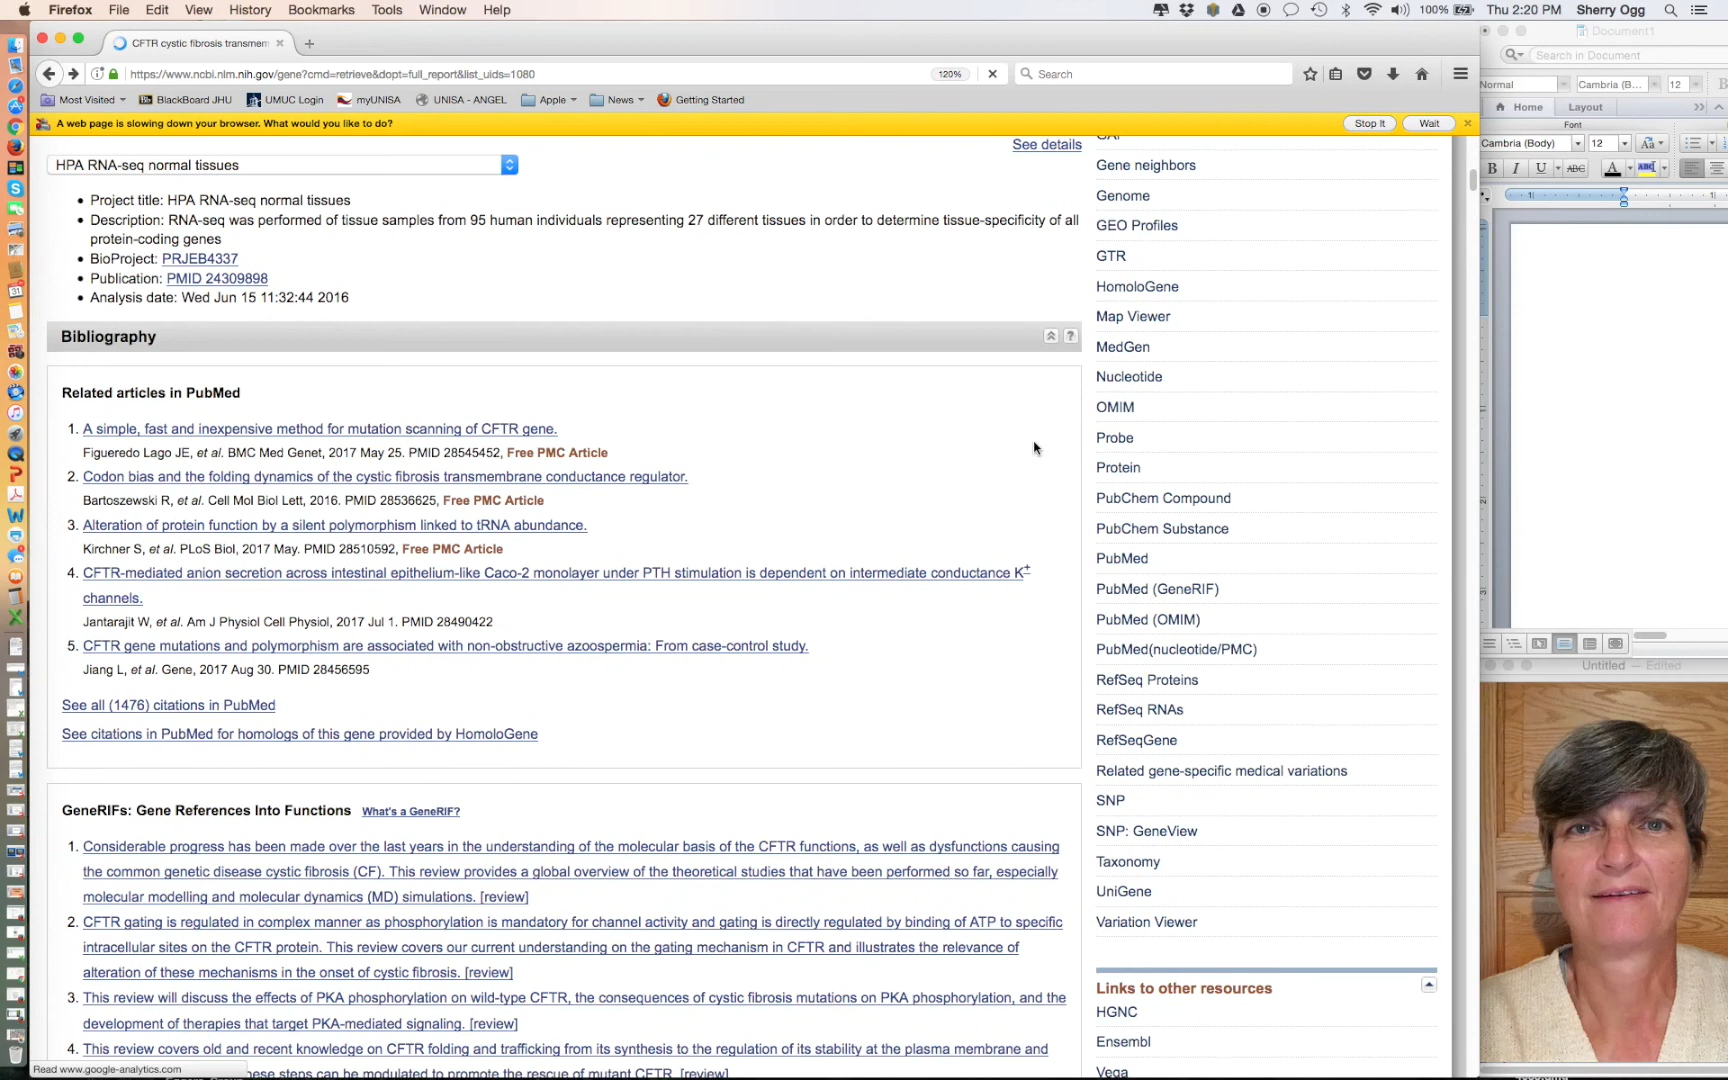 Firefox File Edit View History Bookmarks Tools Window Help 100% Thu 2:20 PM Sherry Ogg
CFTR cystic fibrosis transmem
Document1
https://www.ncbi.nlm.nih.gov/gene?cmd=retrieve&dopt=full_report&list_uids=1080 120% Search
Search in Document
Most Visited BlackBoard JHU UMUC Login myUNISA UNISA - ANGEL Apple News Getting Started
Normal Cambria (B... 12
Home Layout
A web page is slowing down your browser. What would you like to do? Stop It Wait
Font
Cambria (Body) 12
B I U ABC A ABC
See details
HPA RNA-seq normal tissues
• Project title: HPA RNA-seq normal tissues
• Description: RNA-seq was performed of tissue samples from 95 human individuals representing 27 different tissues in order to determine tissue-specificity of all
protein-coding genes
• BioProject: PRJEB4337
• Publication: PMID 24309898
• Analysis date: Wed Jun 15 11:32:44 2016
Bibliography
Related articles in PubMed
1. A simple, fast and inexpensive method for mutation scanning of CFTR gene.
Figueredo Lago JE, et al. BMC Med Genet, 2017 May 25. PMID 28545452, Free PMC Article
2. Codon bias and the folding dynamics of the cystic fibrosis transmembrane conductance regulator.
Bartoszewski R, et al. Cell Mol Biol Lett, 2016. PMID 28536625, Free PMC Article
3. Alteration of protein function by a silent polymorphism linked to tRNA abundance.
Kirchner S, et al. PLoS Biol, 2017 May. PMID 28510592, Free PMC Article
4. CFTR-mediated anion secretion across intestinal epithelium-like Caco-2 monolayer under PTH stimulation is dependent on intermediate conductance K+
channels.
Jantarajit W, et al. Am J Physiol Cell Physiol, 2017 Jul 1. PMID 28490422
5. CFTR gene mutations and polymorphism are associated with non-obstructive azoospermia: From case-control study.
Jiang L, et al. Gene, 2017 Aug 30. PMID 28456595
See all (1476) citations in PubMed
See citations in PubMed for homologs of this gene provided by HomoloGene
GeneRIFs: Gene References Into Functions What's a GeneRIF?
1. Considerable progress has been made over the last years in the understanding of the molecular basis of the CFTR functions, as well as dysfunctions causing
the common genetic disease cystic fibrosis (CF). This review provides a global overview of the theoretical studies that have been performed so far, especially
molecular modelling and molecular dynamics (MD) simulations. [review]
2. CFTR gating is regulated in complex manner as phosphorylation is mandatory for channel activity and gating is directly regulated by binding of ATP to specific
intracellular sites on the CFTR protein. This review covers our current understanding on the gating mechanism in CFTR and illustrates the relevance of
alteration of these mechanisms in the onset of cystic fibrosis. [review]
3. This review will discuss the effects of PKA phosphorylation on wild-type CFTR, the consequences of cystic fibrosis mutations on PKA phosphorylation, and the
development of therapies that target PKA-mediated signaling. [review]
4. This review covers old and recent knowledge on CFTR folding and trafficking from its synthesis to the regulation of its stability at the plasma membrane and
these steps can be modulated to promote the rescue of mutant CFTR. [review]
Read www.google-analytics.com
Gene neighbors
Genome
GEO Profiles
GTR
HomoloGene
Map Viewer
MedGen
Nucleotide
OMIM
Probe
Protein
PubChem Compound
PubChem Substance
PubMed
PubMed (GeneRIF)
PubMed (OMIM)
PubMed(nucleotide/PMC)
RefSeq Proteins
RefSeq RNAs
RefSeqGene
Related gene-specific medical variations
SNP
SNP: GeneView
Taxonomy
UniGene
Variation Viewer
Links to other resources
HGNC
Ensembl
Vega
Untitled — Edited